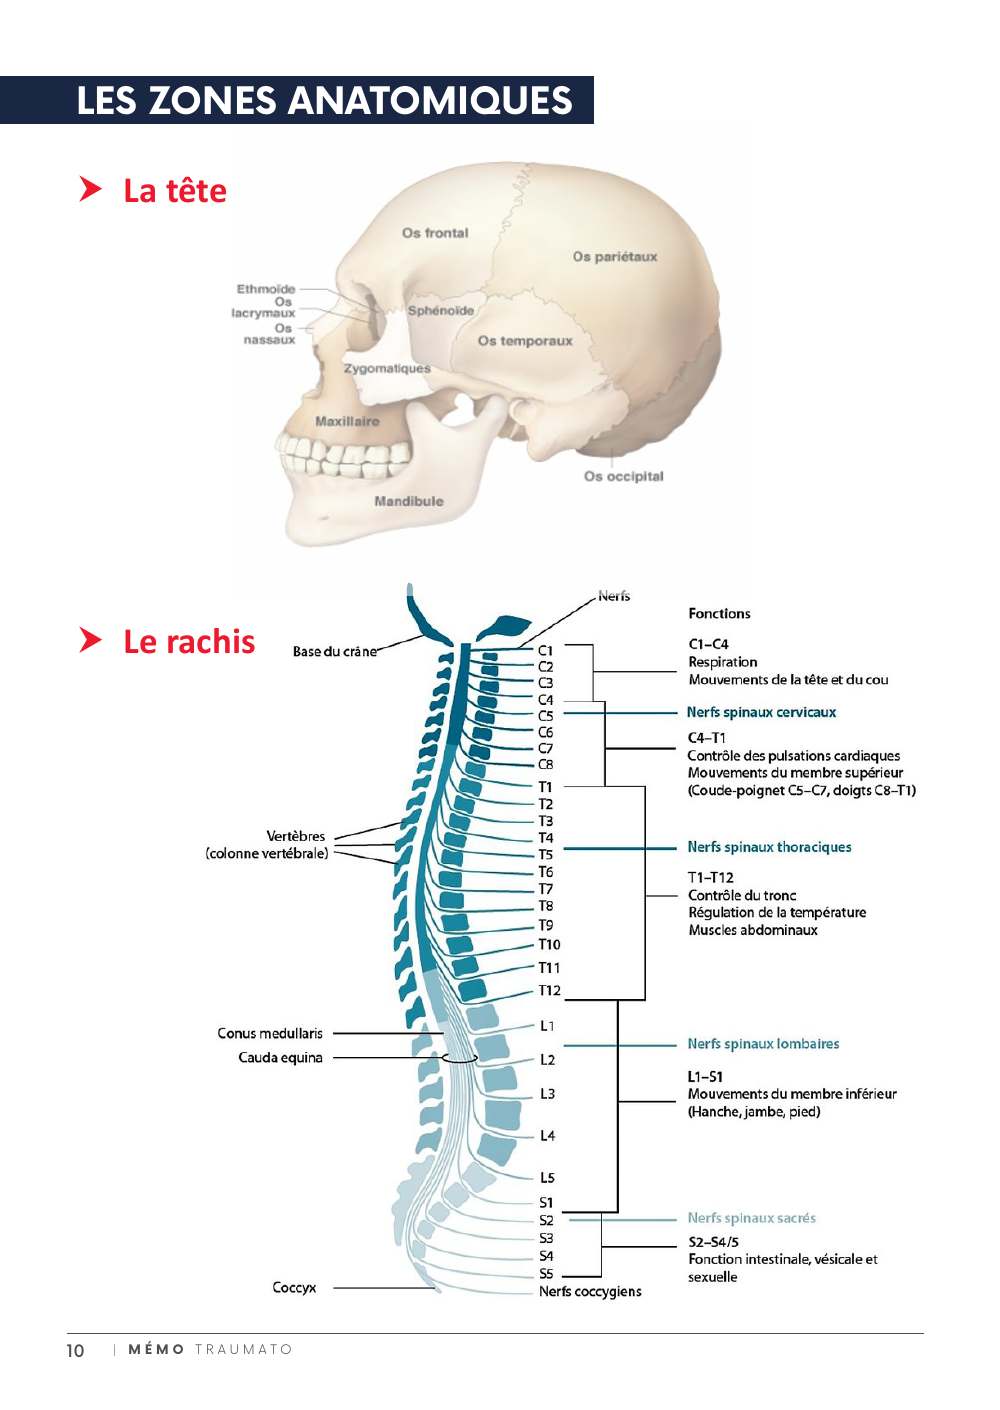 LES ZONES ANATOMIQUES
La tête
Os frontal
Os pariétaux
Ethmoïde
Os
lacrymaux
Os
nassaux
Sphénoïde
Os temporaux
Zygomatiques
Maxillaire
Os occipital
Mandibule
Le rachis
Nerfs
Base du crâne
Fonctions
C1
C2
C3
C4
C5
C6
C7
C8
T1
T2
T3
T4
T5
T6
T7
T8
T9
T10
T11
T12
L1
L2
L3
L4
L5
S1
S2
S3
S4
S5
Nerfs coccygiens
Vertèbres
(colonne vertébrale)
Conus medullaris
Cauda equina
Coccyx
C1–C4
Respiration
Mouvements de la tête et du cou
Nerfs spinaux cervicaux
C4–T1
Contrôle des pulsations cardiaques
Mouvements du membre supérieur
(Coude-poignet C5–C7, doigts C8–T1)
Nerfs spinaux thoraciques
T1–T12
Contrôle du tronc
Régulation de la température
Muscles abdominaux
Nerfs spinaux lombaires
L1–S1
Mouvements du membre inférieur
(Hanche, jambe, pied)
Nerfs spinaux sacrés
S2–S4/5
Fonction intestinale, vésicale et
sexuelle
10 | MÉMO TRAUMATO